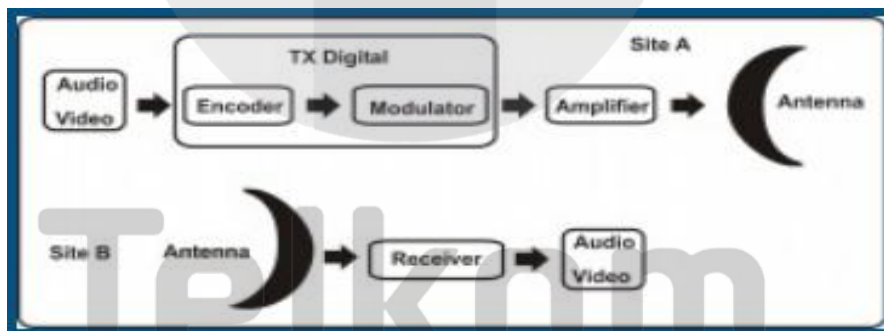 TX Digital
Site A
Audio
Video
Encoder
Modulator
Amplifier
Antenna
Site B
Antenna
Receiver
Audio
Video
Telkom